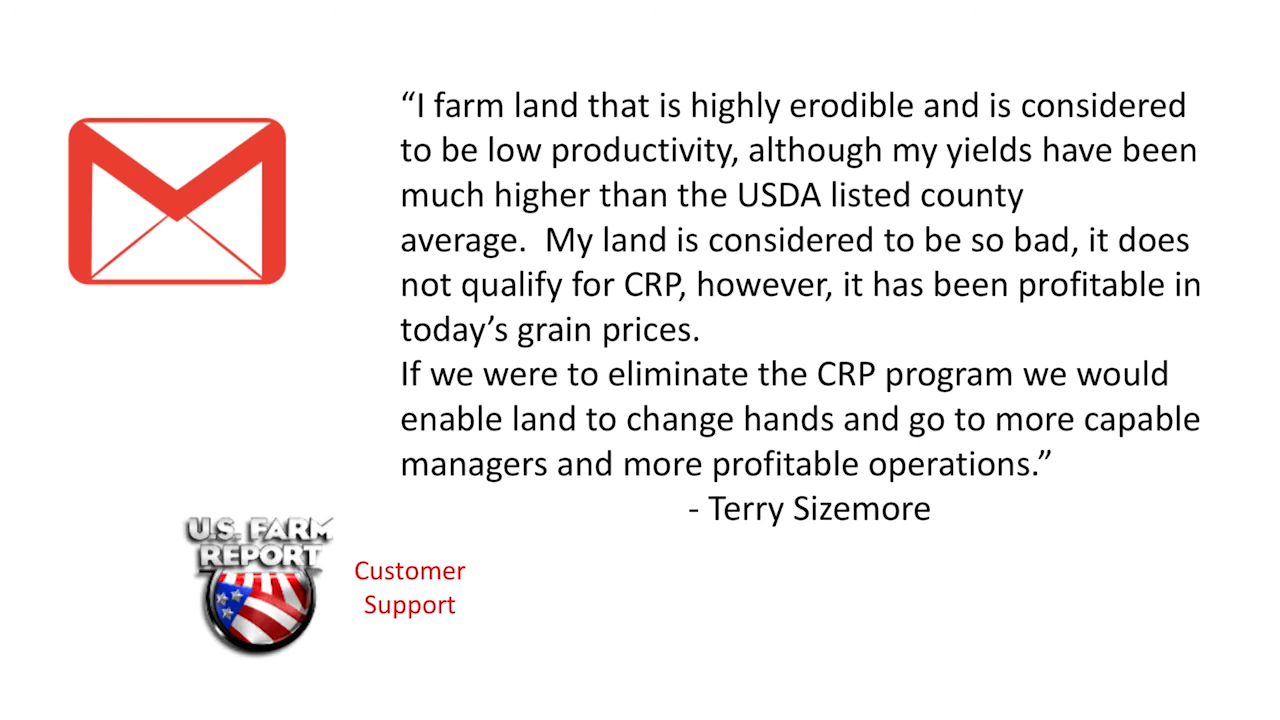 “I farm land that is highly erodible and is considered
to be low productivity, although my yields have been
much higher than the USDA listed county
average.  My land is considered to be so bad, it does
not qualify for CRP, however, it has been profitable in
today’s grain prices.
If we were to eliminate the CRP program we would
enable land to change hands and go to more capable
managers and more profitable operations.”
- Terry Sizemore
U.S. FARM
REPORT
Customer
Support